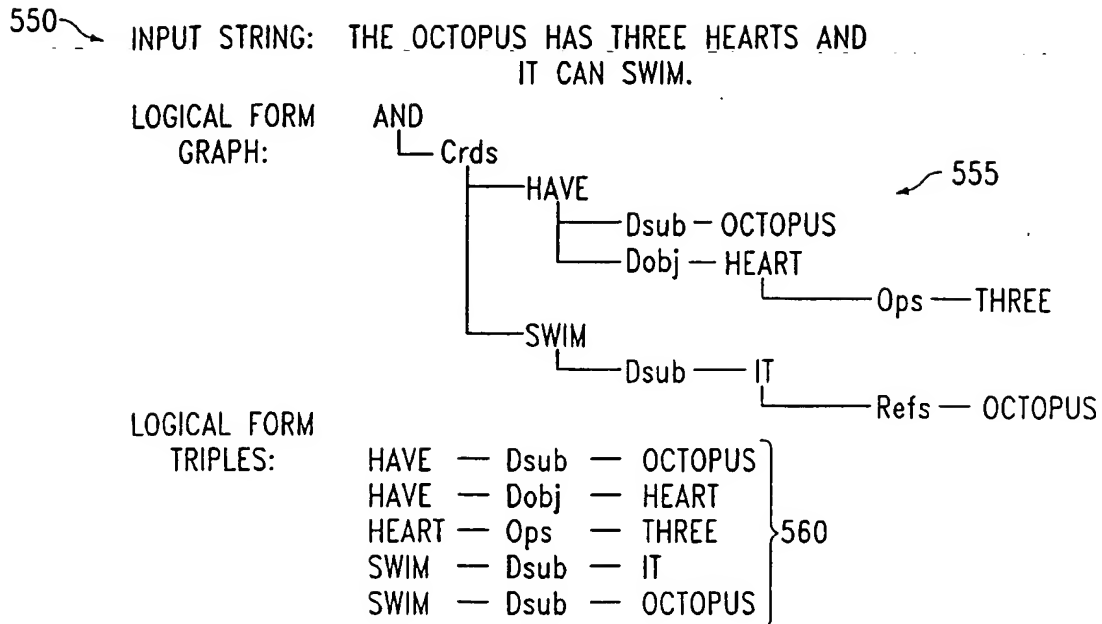 550
INPUT STRING: THE OCTOPUS HAS THREE HEARTS AND
IT CAN SWIM.
LOGICAL FORM GRAPH:
AND
Crds
HAVE
555
Dsub — OCTOPUS
Dobj — HEART
Ops — THREE
SWIM
Dsub — IT
Refs — OCTOPUS
LOGICAL FORM
TRIPLES:
HAVE — Dsub — OCTOPUS
HAVE — Dobj — HEART
HEART — Ops — THREE
560
SWIM — Dsub — IT
SWIM — Dsub — OCTOPUS